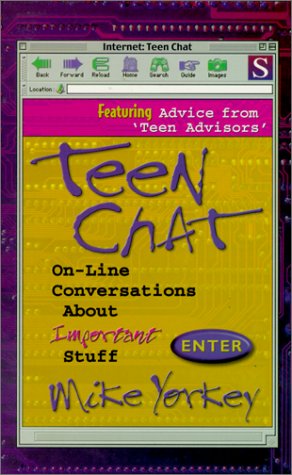 Internet: Teen Chat
Back Forward Reload Home Search Guide Images
S
Location:
Featuring Advice from
'Teen Advisors'
TEEN
CHAT
On-Line
Conversations
About
Important
Stuff
ENTER
Mike Yorkey